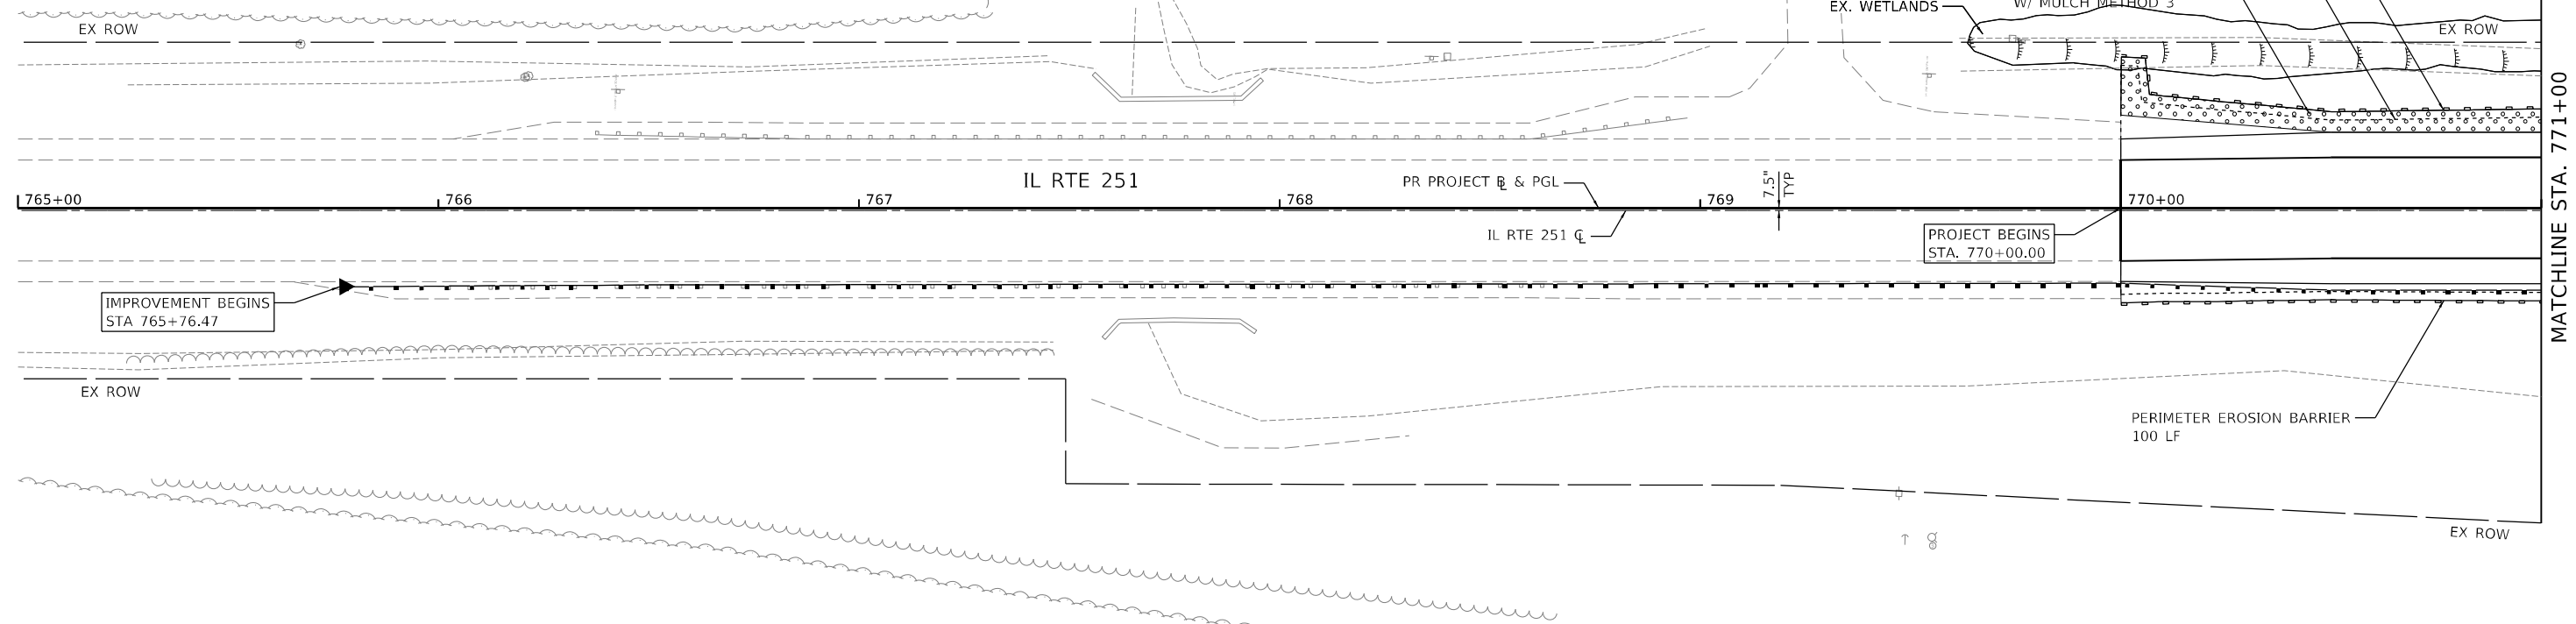 EX. WETLANDS
W/ MULCH METHOD 3
EX ROW
EX ROW
IL RTE 251
PR PROJECT BL & PGL
7.5"
TYP
765+00
766
767
768
769
770+00
IL RTE 251 CL
PROJECT BEGINS
STA. 770+00.00
IMPROVEMENT BEGINS
STA 765+76.47
EX ROW
PERIMETER EROSION BARRIER
100 LF
EX ROW
MATCHLINE STA. 771+00